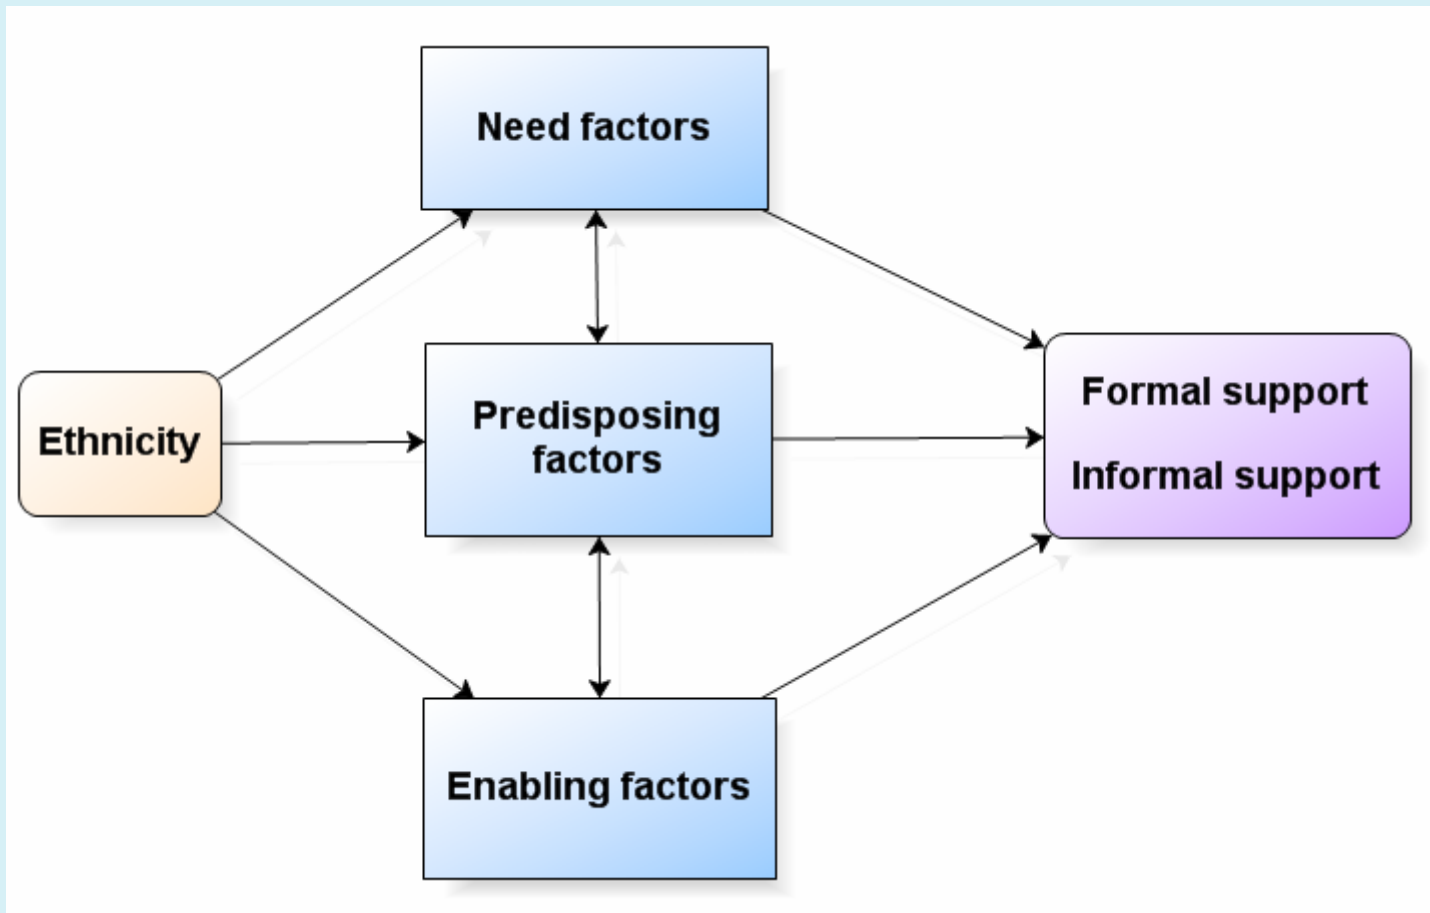 Need factors
Ethnicity
Predisposing
factors
Formal support
Informal support
Enabling factors